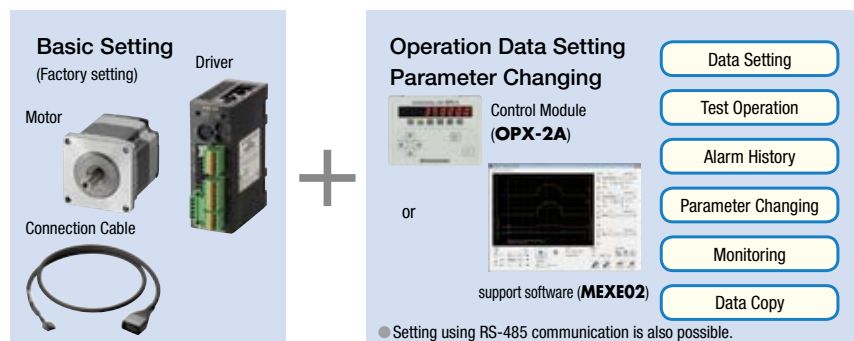 Basic Setting
(Factory setting)
Driver
Motor
Connection Cable
Operation Data Setting
Parameter Changing
Control Module
(OPX-2A)
or
support software (MEXE02)
Data Setting
Test Operation
Alarm History
Parameter Changing
Monitoring
Data Copy
Setting using RS-485 communication is also possible.